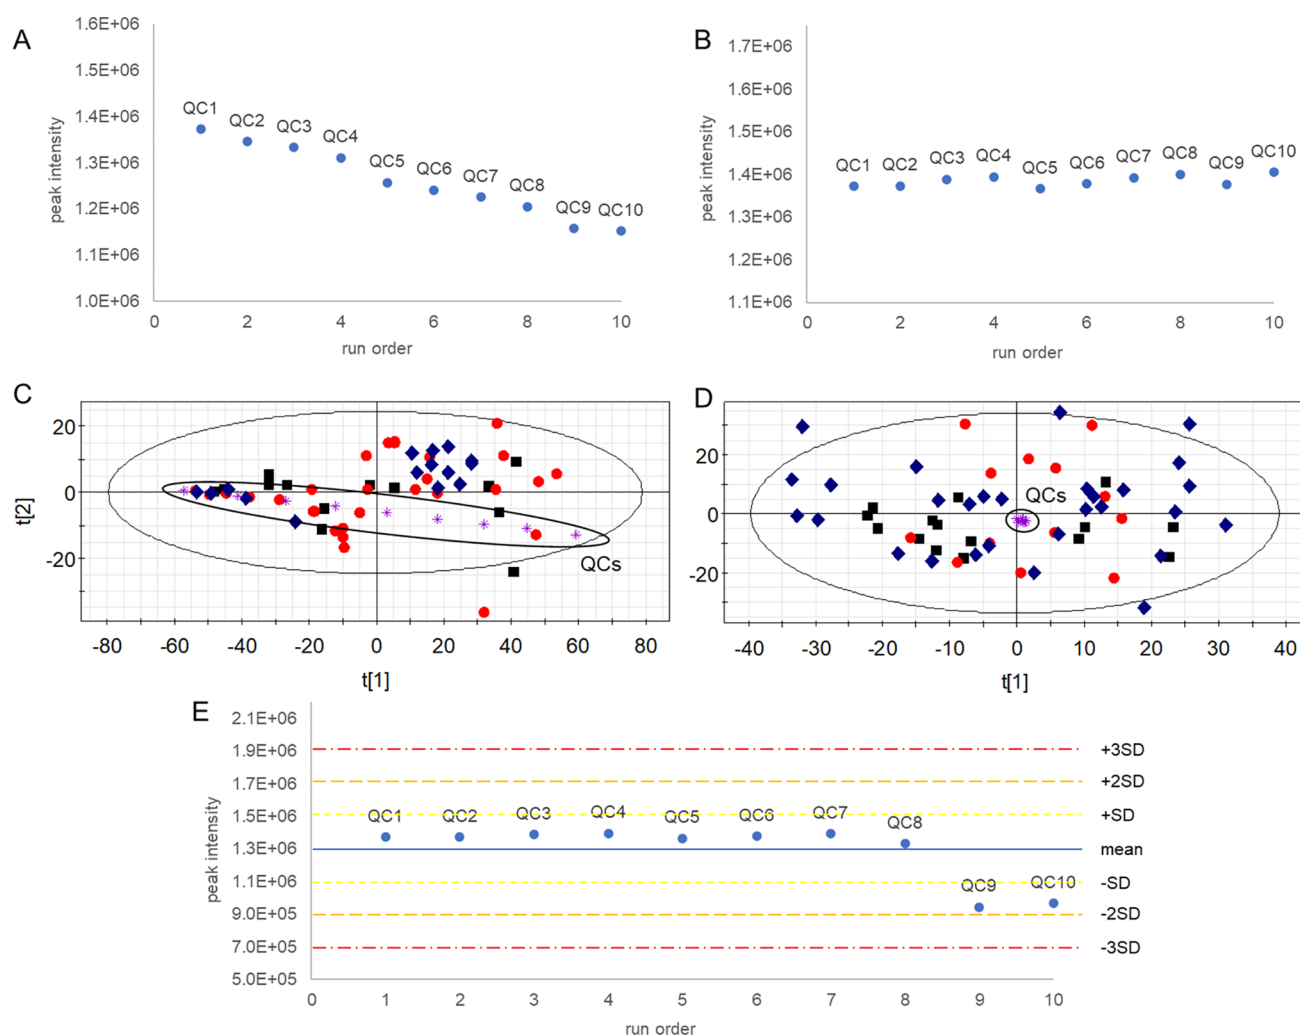 A
1.6E+06
1.5E+06
1.4E+06
1.3E+06
1.2E+06
1.1E+06
1.0E+06
peak intensity
QC1
QC2
QC3
QC4
QC5
QC6
QC7
QC8
QC9
QC10
0 2 4 6 8 10
run order
B
1.7E+06
1.6E+06
1.5E+06
1.4E+06
1.3E+06
1.2E+06
1.1E+06
peak intensity
QC1
QC2
QC3
QC4
QC5
QC6
QC7
QC8
QC9
QC10
0 2 4 6 8 10
run order
C
20
0
-20
t[2]
QCs
-80 -60 -40 -20 0 20 40 60 80
t[1]
D
20
0
-20
QCs
-40 -30 -20 -10 0 10 20 30 40
t[1]
E
2.1E+06
1.9E+06
1.7E+06
1.5E+06
1.3E+06
1.1E+06
9.0E+05
7.0E+05
5.0E+05
peak intensity
QC1
QC2
QC3
QC4
QC5
QC6
QC7
QC8
QC9
QC10
+3SD
+2SD
+SD
mean
-SD
-2SD
-3SD
0 1 2 3 4 5 6 7 8 9 10
run order